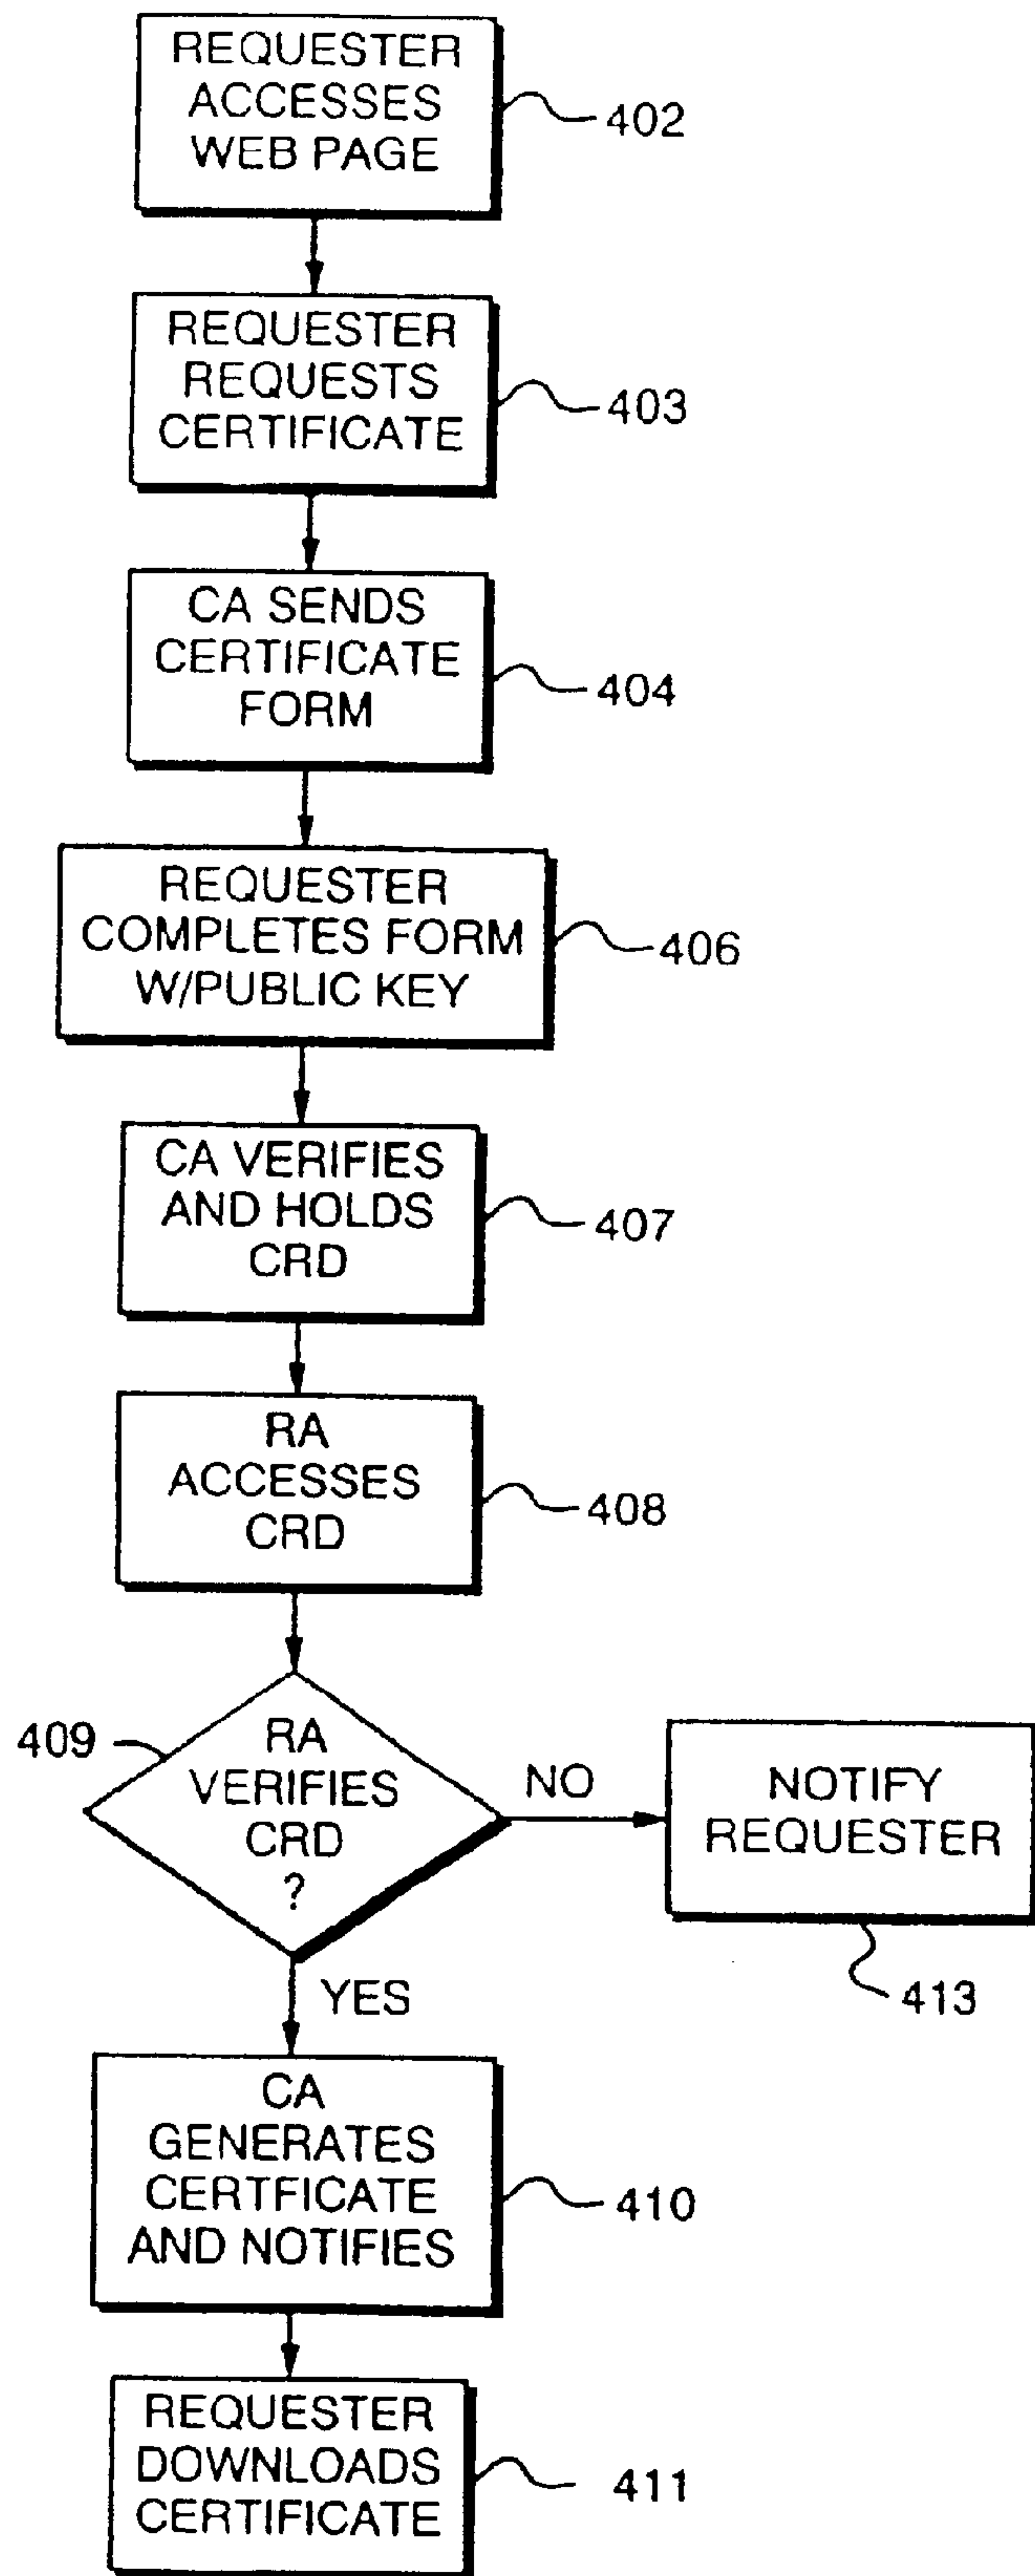 REQUESTER
ACCESSES
WEB PAGE
402
REQUESTER
REQUESTS
CERTIFICATE
403
CA SENDS
CERTIFICATE
FORM
404
REQUESTER
COMPLETES FORM
W/PUBLIC KEY
406
CA VERIFIES
AND HOLDS
CRD
407
RA
ACCESSES
CRD
408
409
RA
VERIFIES
CRD
?
NO
NOTIFY
REQUESTER
413
YES
CA
GENERATES
CERTFICATE
AND NOTIFIES
410
REQUESTER
DOWNLOADS
CERTIFICATE
411